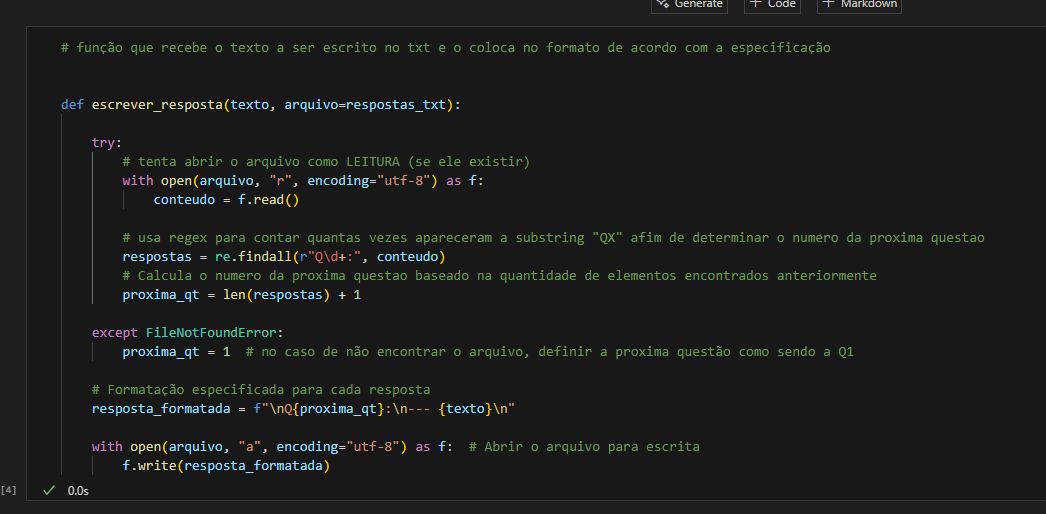 Generate + Code + Markdown
# função que recebe o texto a ser escrito no txt e o coloca no formato de acordo com a especificação
def escrever_resposta(texto, arquivo=respostas_txt):
try:
# tenta abrir o arquivo como LEITURA (se ele existir)
with open(arquivo, "r", encoding="utf-8") as f:
conteudo = f.read()
# usa regex para contar quantas vezes apareceram a substring "QX" afim de determinar o numero da proxima questao
respostas = re.findall(r"Q\d+:", conteudo)
# Calcula o numero da proxima questao baseado na quantidade de elementos encontrados anteriormente
proxima_qt = len(respostas) + 1
except FileNotFoundError:
proxima_qt = 1  # no caso de não encontrar o arquivo, definir a proxima questão como sendo a Q1
# Formatação especificada para cada resposta
resposta_formatada = f"\nQ{proxima_qt}:\n--- {texto}\n"
with open(arquivo, "a", encoding="utf-8") as f:  # Abrir o arquivo para escrita
f.write(resposta_formatada)
[4] ✓ 0.0s